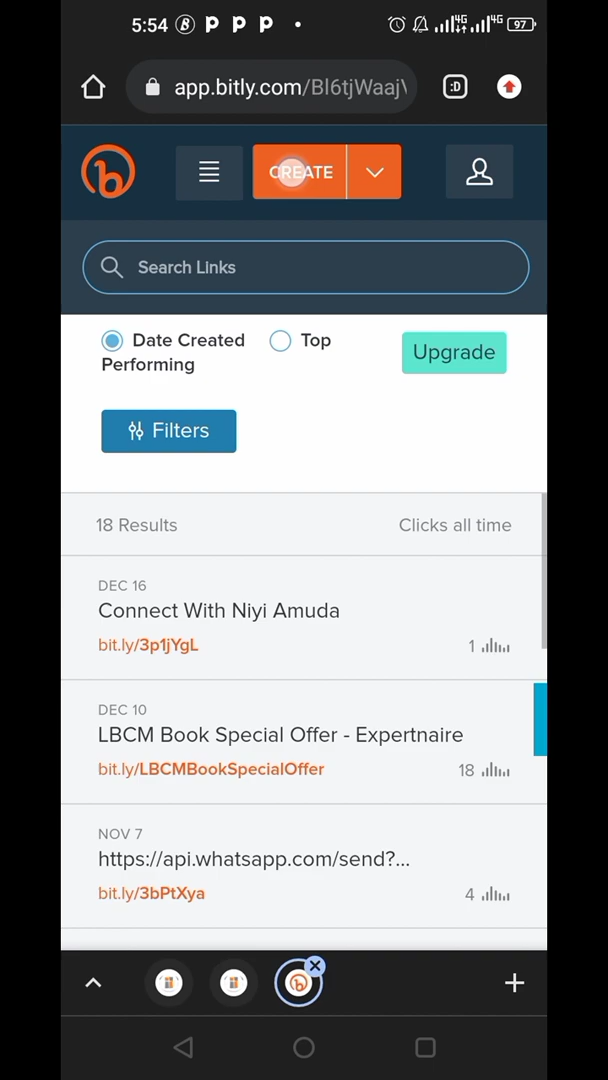 5:54
4G
4G
97
app.bitly.com/Bl6tjWaaj
:D
CREATE
Search Links
Date Created
Top
Performing
Upgrade
Filters
18 Results
Clicks all time
DEC 16
Connect With Niyi Amuda
bit.ly/3p1jYgL
1
DEC 10
LBCM Book Special Offer - Expertnaire
bit.ly/LBCMBookSpecialOffer
18
NOV 7
https://api.whatsapp.com/send?...
bit.ly/3bPtXya
4